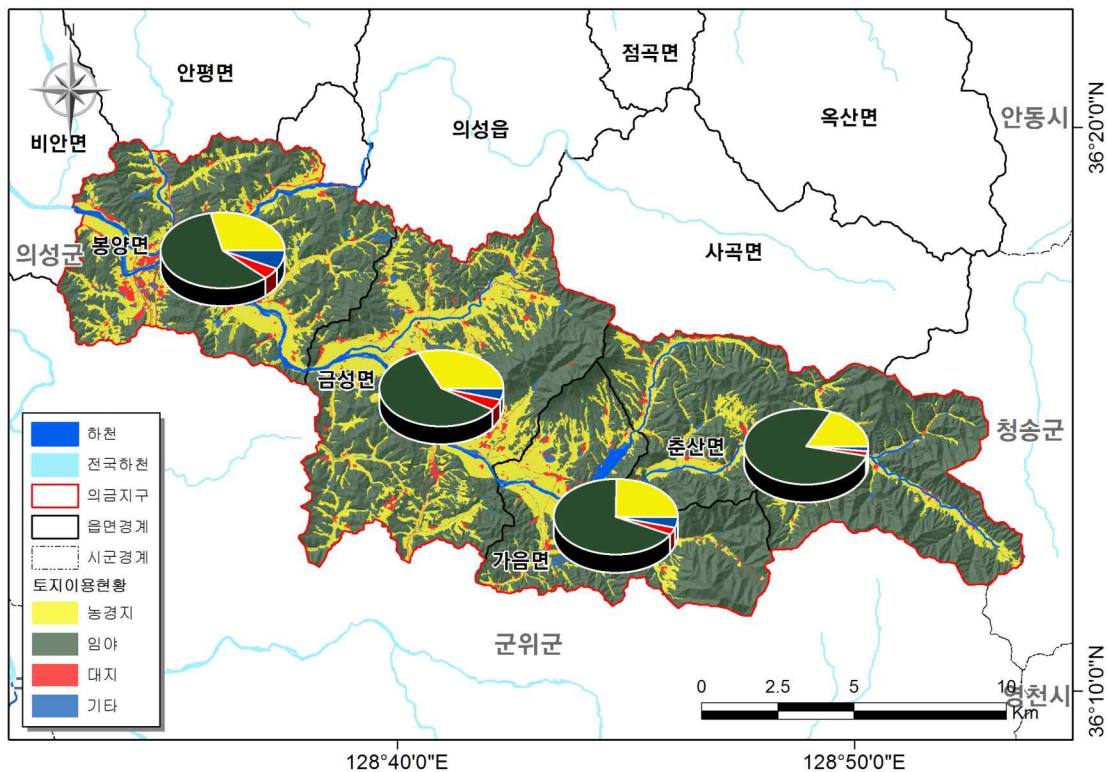 N
안평면
점곡면
의성읍
옥산면
안동시
비안면
36°20'0"N
의성군
봉양면
사곡면
금성면
청송군
춘산면
가음면
군위군
영천시
하천
전국하천
의금지구
읍면경계
시군경계
토지이용현황
농경지
임야
대지
기타
0 2.5 5 10
Km
36°10'0"N
128°40'0"E
128°50'0"E